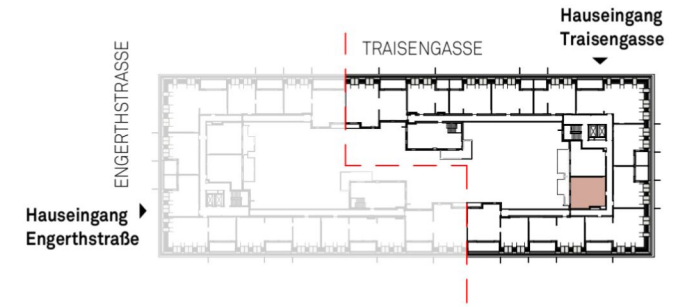 Hauseingang
Traisengasse
TRAISENGASSE
ENGERTHSTRASSE
Hauseingang
Engerthstraße